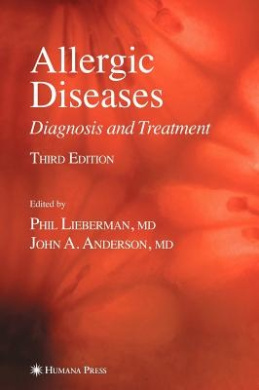 Allergic
Diseases
Diagnosis and Treatment
THIRD EDITION
Edited by
PHIL LIEBERMAN, MD
JOHN A. ANDERSON, MD
HUMANA PRESS